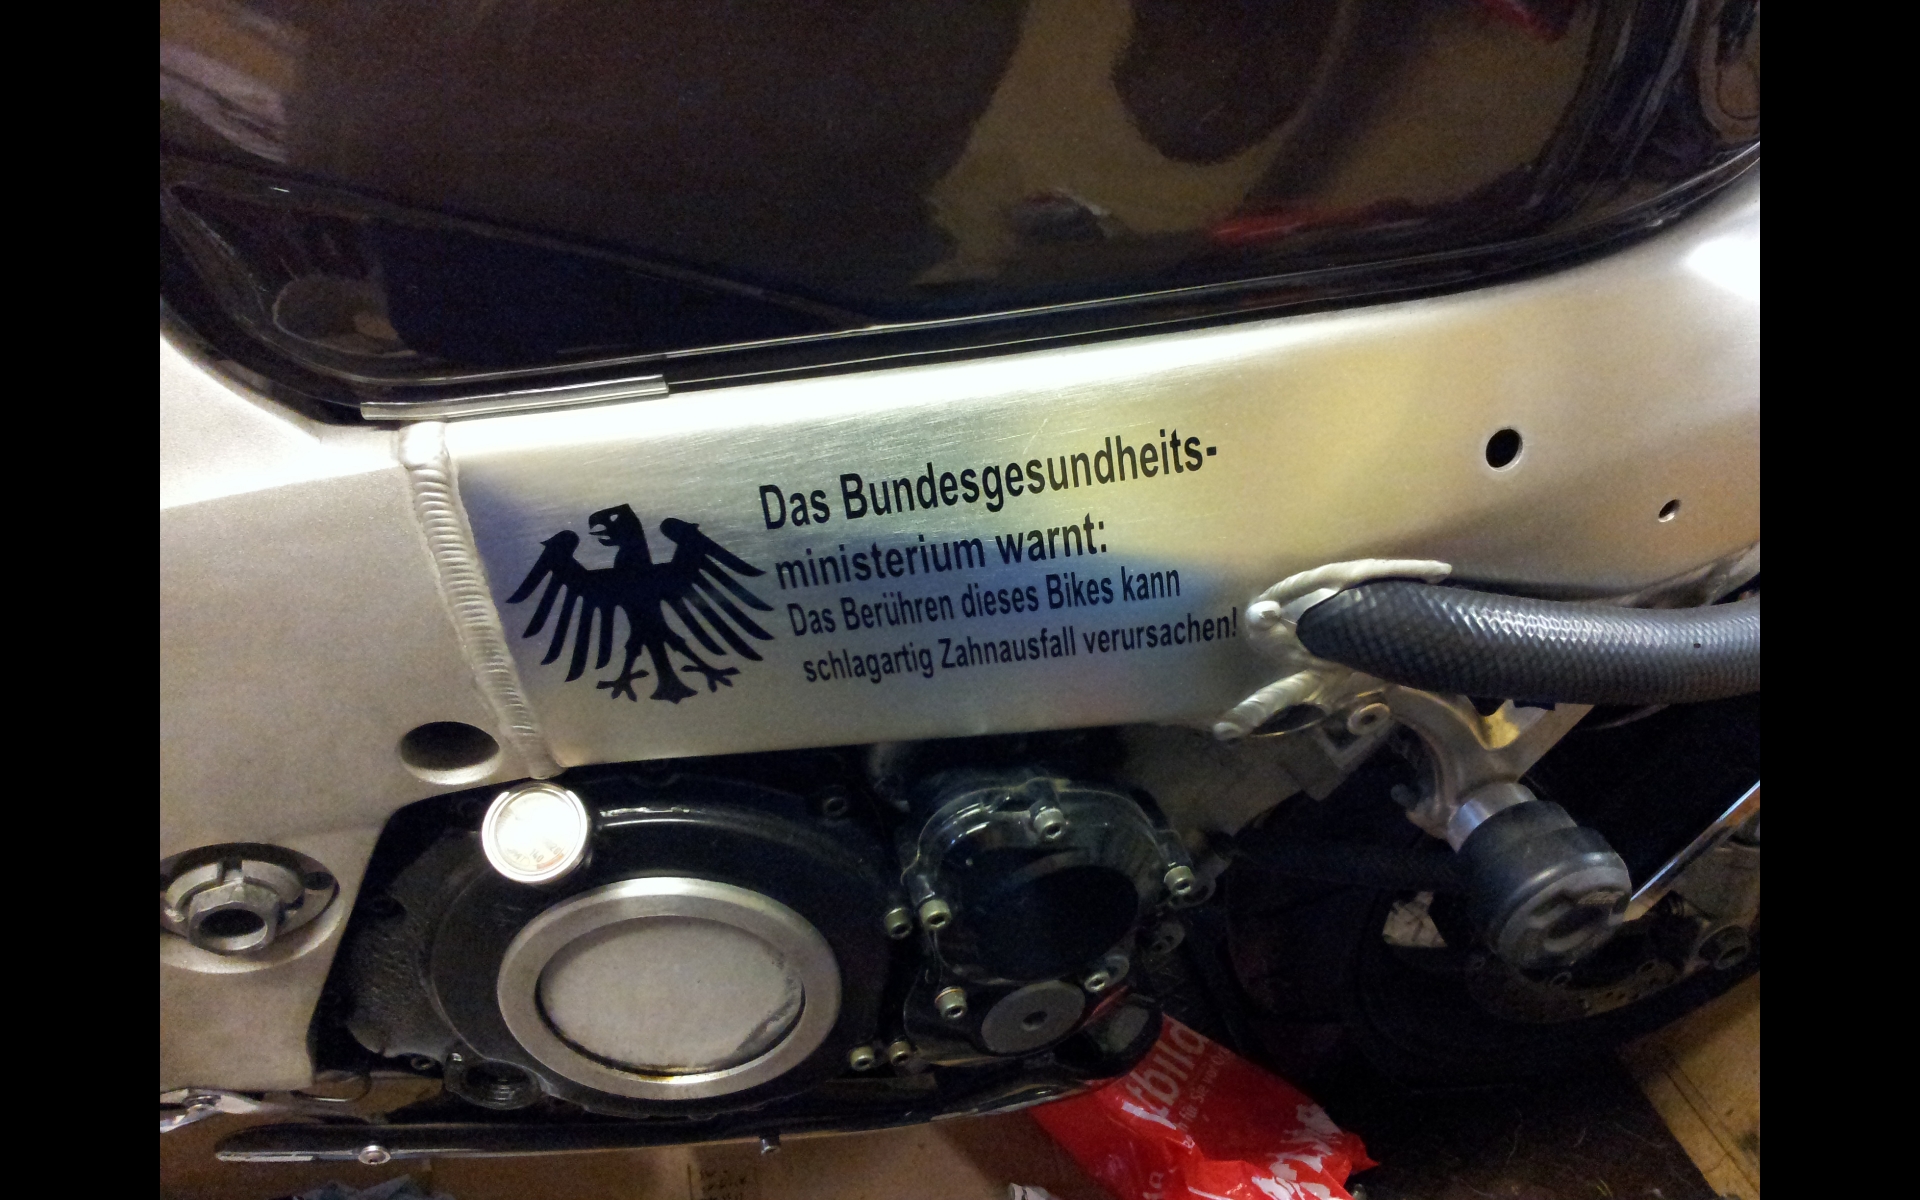 Das Bundesgesundheits-
ministerium warnt:
Das Berühren dieses Bikes kann
schlagartig Zahnausfall verursachen!